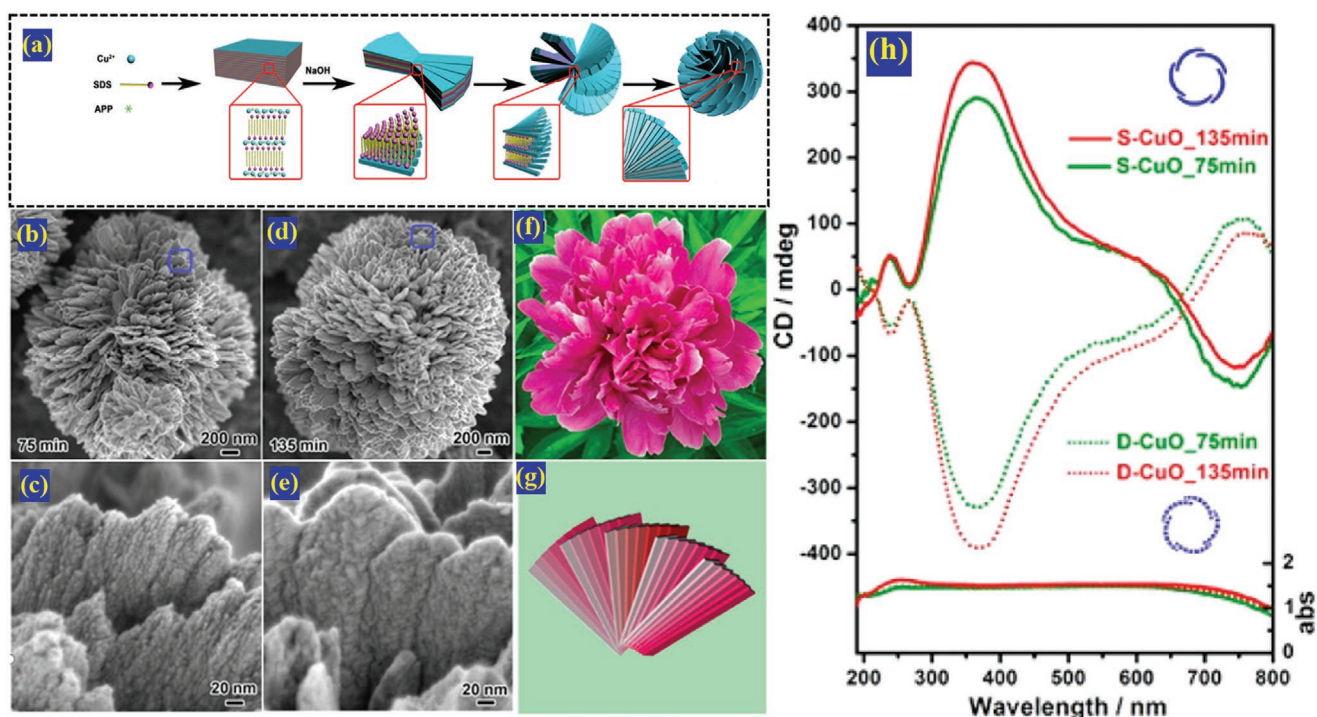 (a)
Cu²⁺
SDS
APP
NaOH
(b)
75 min
200 nm
(d)
135 min
200 nm
(f)
(c)
20 nm
(e)
20 nm
(g)
(h)
400
300
200
100
0
-100
-200
-300
-400
CD / mdeg
S-CuO_135min
S-CuO_75min
D-CuO_75min
D-CuO_135min
2
1
0
abs
200 300 400 500 600 700 800
Wavelength / nm